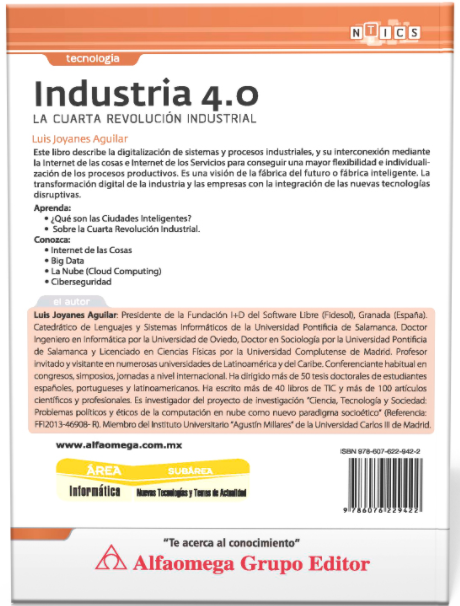 NTICS
tecnología
Industria 4.0
LA CUARTA REVOLUCIÓN INDUSTRIAL
Luis Joyanes Aguilar
Este libro describe la digitalización de sistemas y procesos industriales, y su interconexión mediante
la Internet de las cosas e Internet de los Servicios para conseguir una mayor flexibilidad e individuali-
zación de los procesos productivos. Es una visión de la fábrica del futuro o fábrica inteligente. La
transformación digital de la industria y las empresas con la integración de las nuevas tecnologías
disruptivas.
Aprenda:
• ¿Qué son las Ciudades Inteligentes?
• Sobre la Cuarta Revolución Industrial.
Conozca:
• Internet de las Cosas
• Big Data
• La Nube (Cloud Computing)
• Ciberseguridad
el autor
Luis Joyanes Aguilar: Presidente de la Fundación I+D del Software Libre (Fidesol), Granada (España).
Catedrático de Lenguajes y Sistemas Informáticos de la Universidad Pontificia de Salamanca. Doctor
Ingeniero en Informática por la Universidad de Oviedo, Doctor en Sociología por la Universidad Pontificia
de Salamanca y Licenciado en Ciencias Físicas por la Universidad Complutense de Madrid. Profesor
invitado y visitante en numerosas universidades de Latinoamérica y del Caribe. Conferenciante habitual en
congresos, simposios, jornadas a nivel internacional. Ha dirigido más de 50 tesis doctorales de estudiantes
españoles, portugueses y latinoamericanos. Ha escrito más de 40 libros de TIC y más de 100 artículos
científicos y profesionales. Es investigador del proyecto de investigación "Ciencia, Tecnología y Sociedad:
Problemas políticos y éticos de la computación en nube como nuevo paradigma socioético" (Referencia:
FFI2013-46908- R). Miembro del Instituto Universitario "Agustín Millares" de la Universidad Carlos III de Madrid.
www.alfaomega.com.mx
ISBN 978-607-622-942-2
ÁREA
SUBÁREA
Informática
Nuevas Tecnologías y Temas de Actualidad
9 786076 229422
"Te acerca al conocimiento"
Alfaomega Grupo Editor